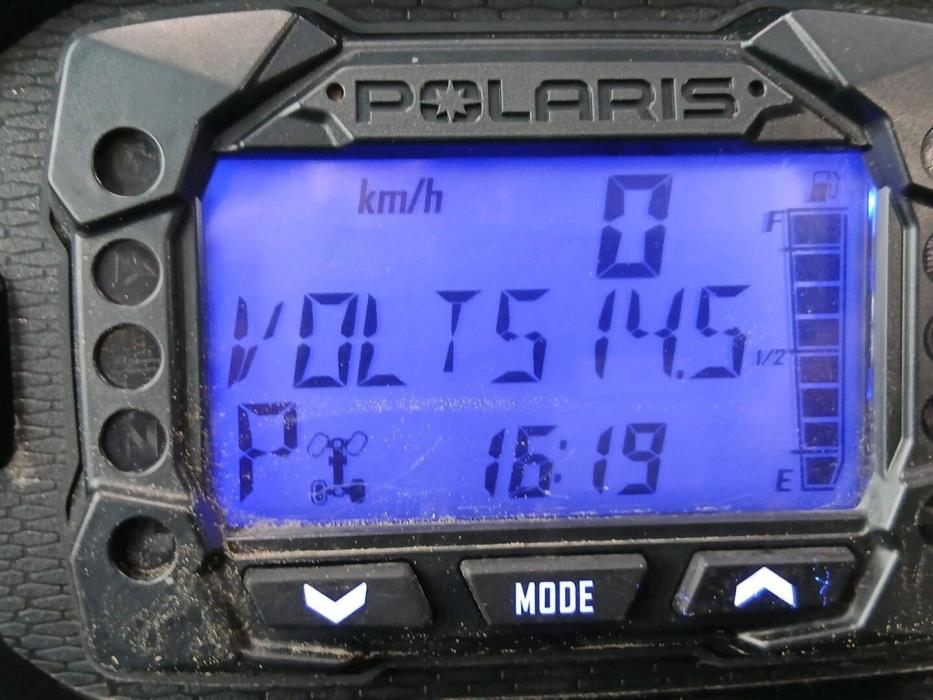 POLARIS
km/h 0
F
VOLTS 14.5
1/2
N
P 16:19
E
MODE